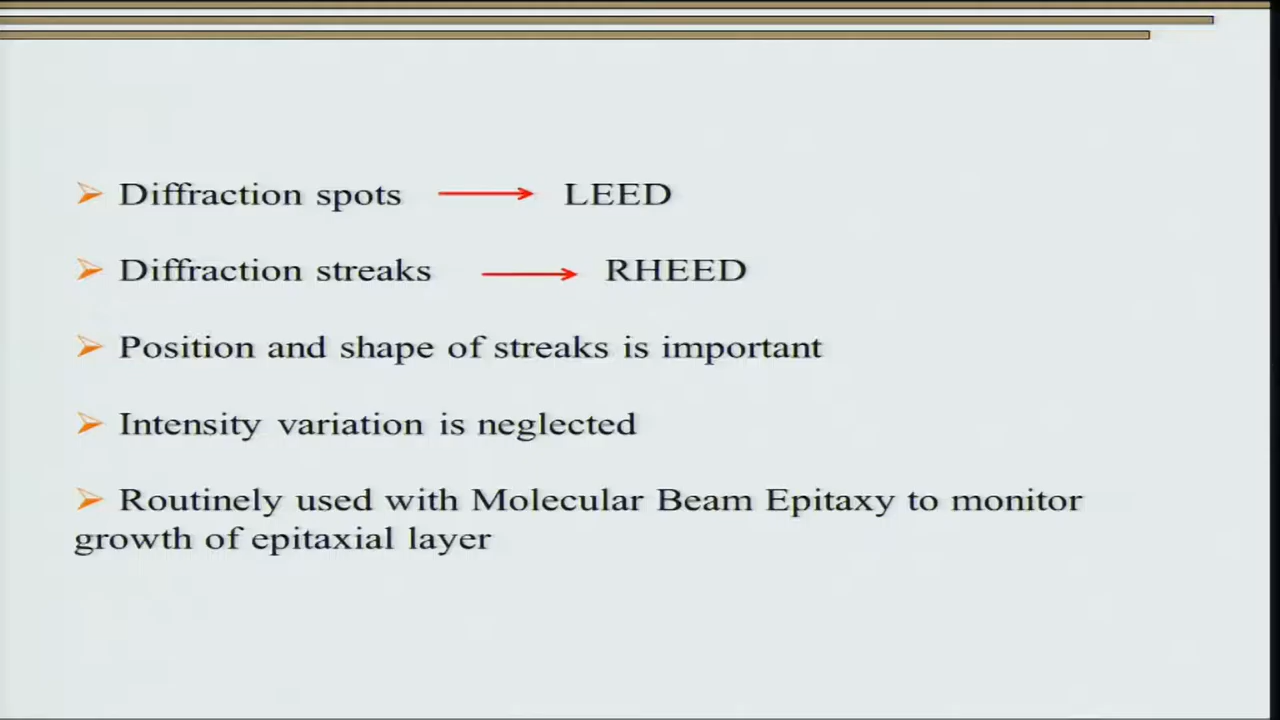 Diffraction spots → LEED
Diffraction streaks → RHEED
Position and shape of streaks is important
Intensity variation is neglected
Routinely used with Molecular Beam Epitaxy to monitor
growth of epitaxial layer